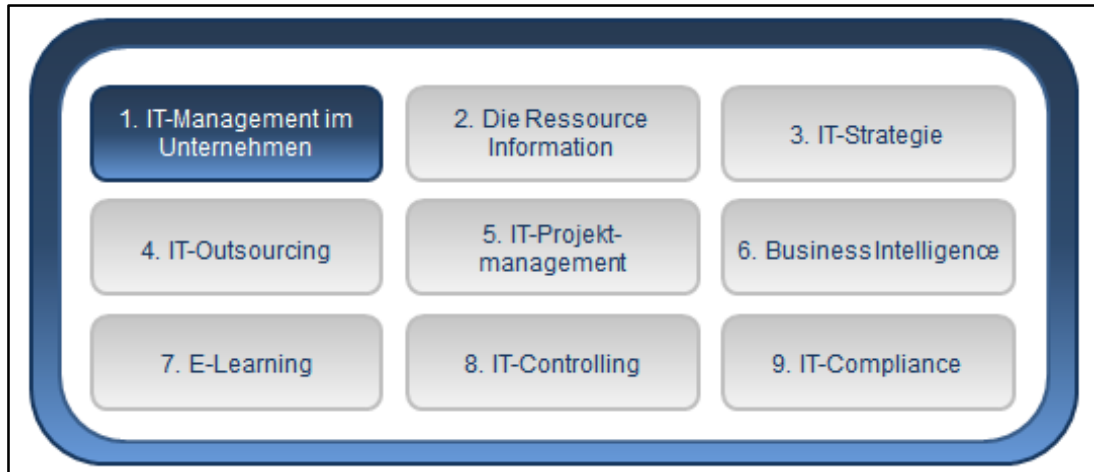 1. IT-Management im
Unternehmen
2. Die Ressource
Information
3. IT-Strategie
4. IT-Outsourcing
5. IT-Projekt-
management
6. Business Intelligence
7. E-Learning
8. IT-Controlling
9. IT-Compliance